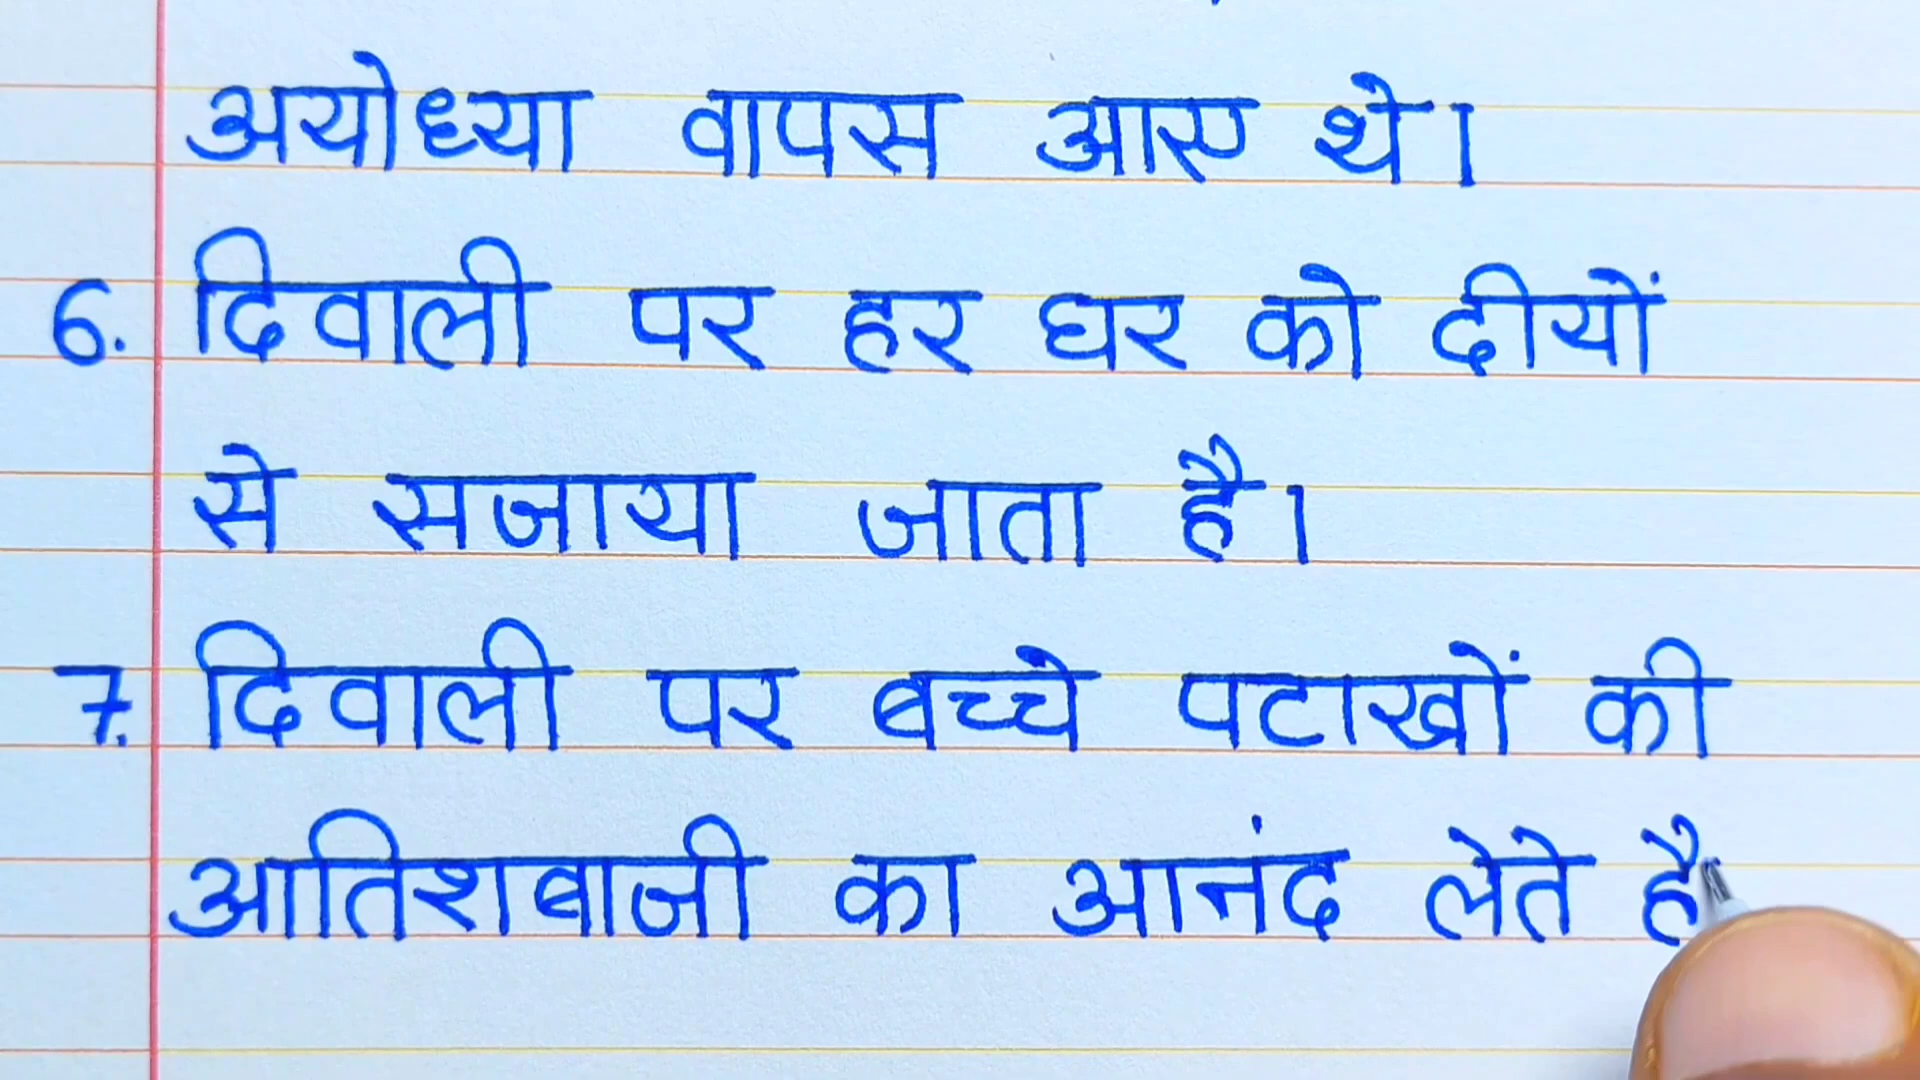 अयोध्या वापस आए थे।
6. दिवाली पर हर घर को दीयों
से सजाया जाता है।
7. दिवाली पर बच्चे पटाखों की
आतिशबाजी का आनंद लेते है